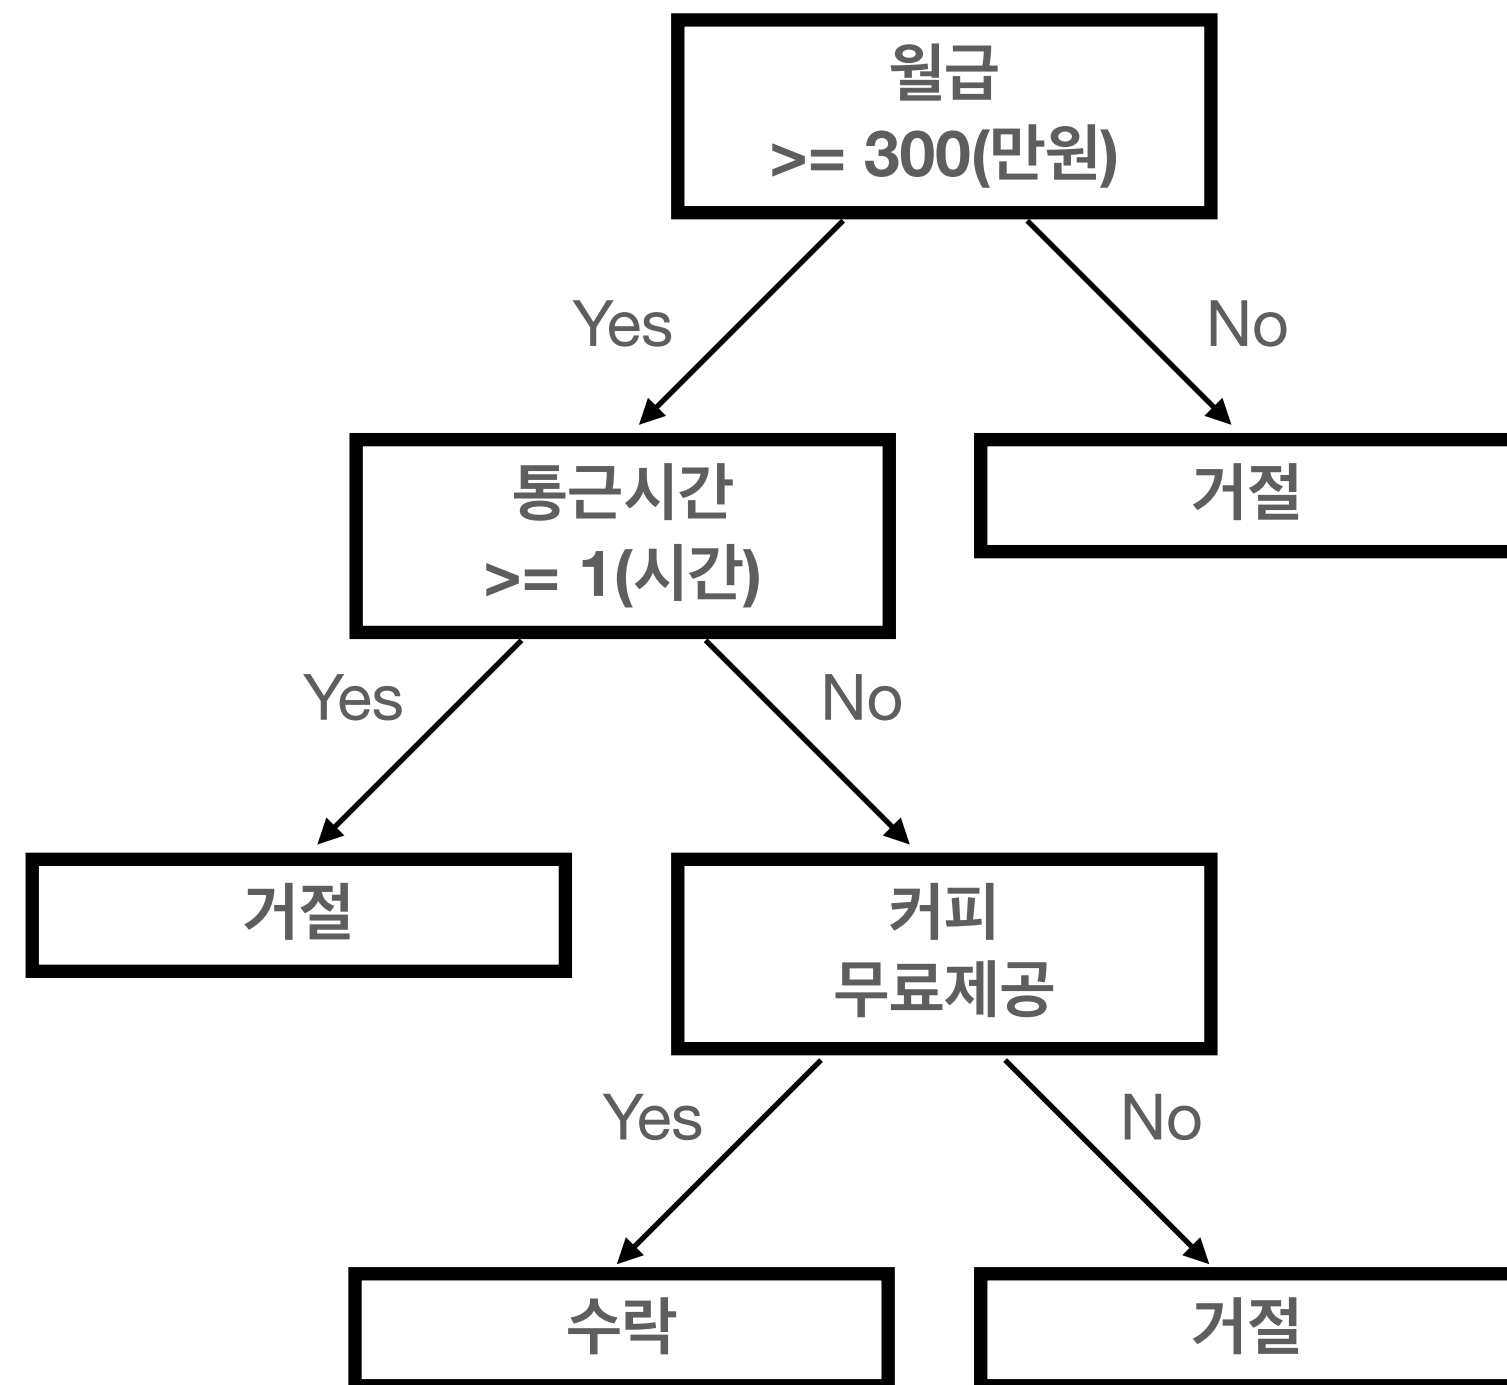 월급
>= 300(만원)
Yes
No
통근시간
>= 1(시간)
거절
Yes
No
거절
커피
무료제공
Yes
No
수락
거절